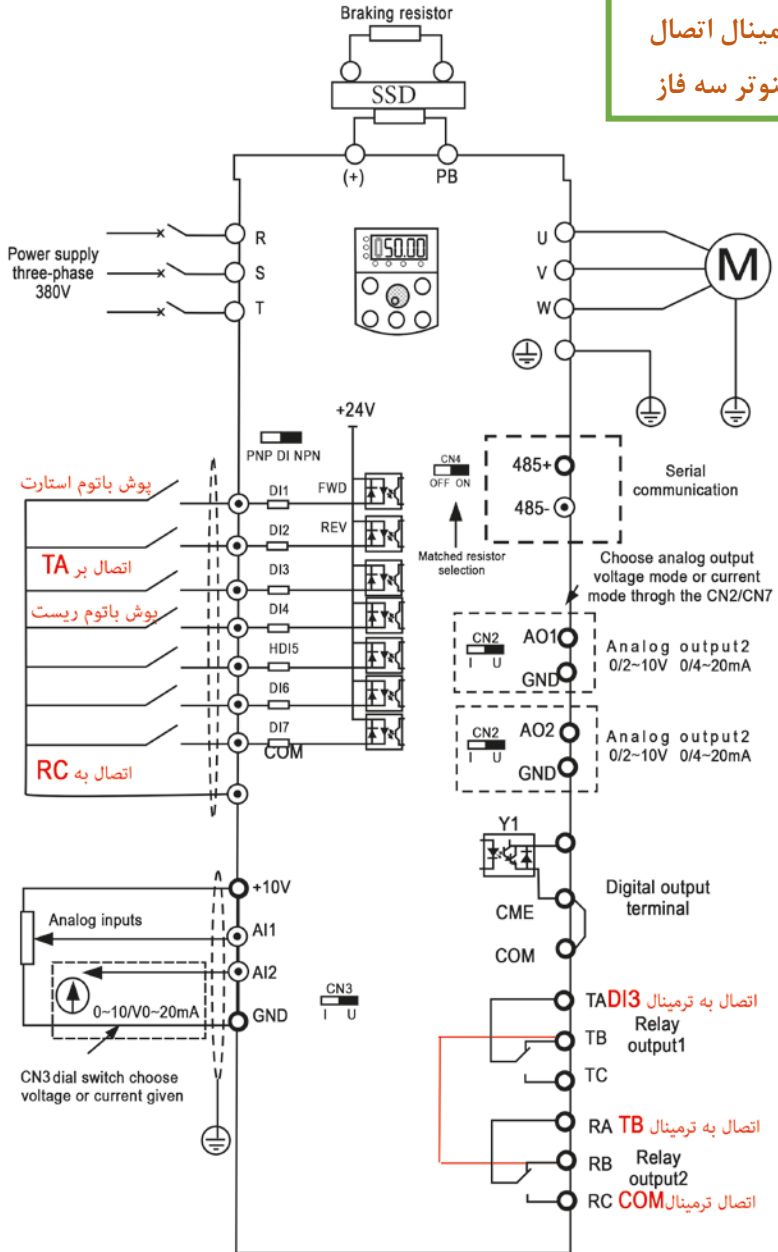 Braking resistor
SSD
مینال اتصال
نوتر سه فاز
(+)
PB
Power supply
three-phase
380V
R
S
T
50.00
U
V
W
M
+24V
PNP DI NPN
پوش باتوم استارت
DI1
FWD
DI2
REV
اتصال بر TA
DI3
پوش باتوم ریست
DI4
HDI5
DI6
DI7
COM
اتصال به RC
CN4
OFF ON
Matched resistor
selection
485+
485-
Serial
communication
Choose analog output
voltage mode or current
mode throgh the CN2/CN7
CN2
I U
AO1
GND
Analog output2
0/2~10V 0/4~20mA
CN2
I U
AO2
GND
Analog output2
0/2~10V 0/4~20mA
Y1
CME
COM
Digital output
terminal
+10V
Analog inputs
AI1
AI2
0~10/V0~20mA
GND
CN3
I U
CN3 dial switch choose
voltage or current given
TA DI3 اتصال به ترمینال
TB
Relay
output1
TC
RA TB اتصال به ترمینال
RB
Relay
output2
RC COM اتصال ترمینال